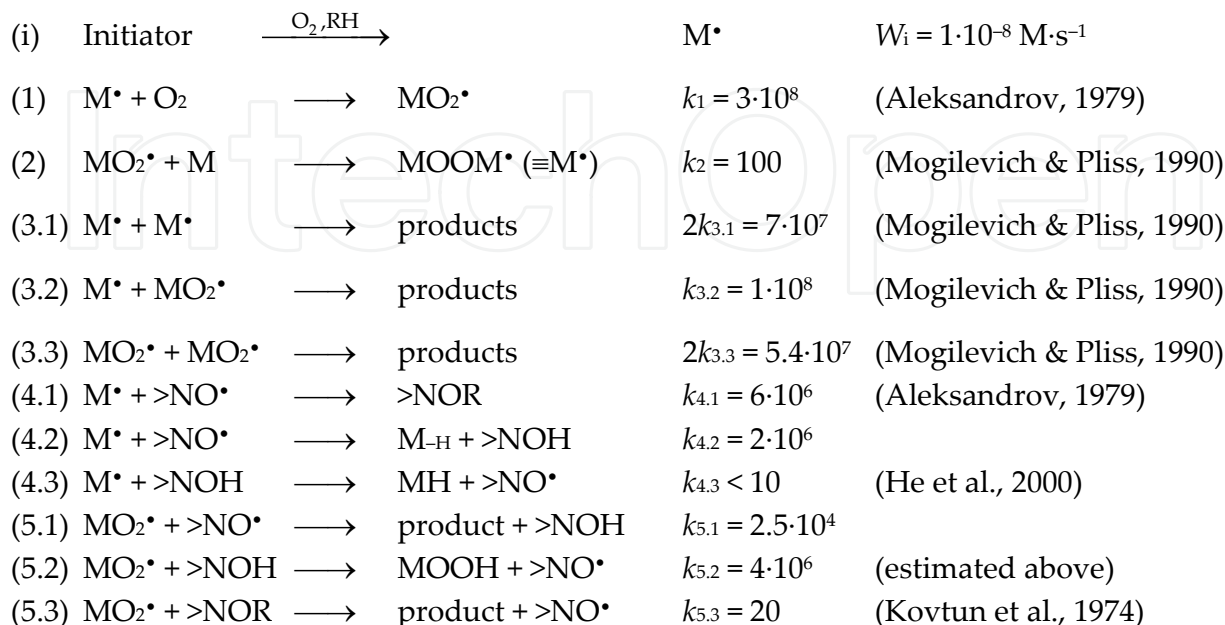 (i) Initiator O₂,RH ⟶ M• Wi = 1·10⁻⁸ M·s⁻¹
(1) M• + O₂ ⟶ MO₂• k₁ = 3·10⁸ (Aleksandrov, 1979)
(2) MO₂• + M ⟶ MOOM• (≡M•) k₂ = 100 (Mogilevich & Pliss, 1990)
(3.1) M• + M• ⟶ products 2k₃.₁ = 7·10⁷ (Mogilevich & Pliss, 1990)
(3.2) M• + MO₂• ⟶ products k₃.₂ = 1·10⁸ (Mogilevich & Pliss, 1990)
(3.3) MO₂• + MO₂• ⟶ products 2k₃.₃ = 5.4·10⁷ (Mogilevich & Pliss, 1990)
(4.1) M• + >NO• ⟶ >NOR k₄.₁ = 6·10⁶ (Aleksandrov, 1979)
(4.2) M• + >NO• ⟶ M₋H + >NOH k₄.₂ = 2·10⁶
(4.3) M• + >NOH ⟶ MH + >NO• k₄.₃ < 10 (He et al., 2000)
(5.1) MO₂• + >NO• ⟶ product + >NOH k₅.₁ = 2.5·10⁴
(5.2) MO₂• + >NOH ⟶ MOOH + >NO• k₅.₂ = 4·10⁶ (estimated above)
(5.3) MO₂• + >NOR ⟶ product + >NO• k₅.₃ = 20 (Kovtun et al., 1974)
IntechOpen